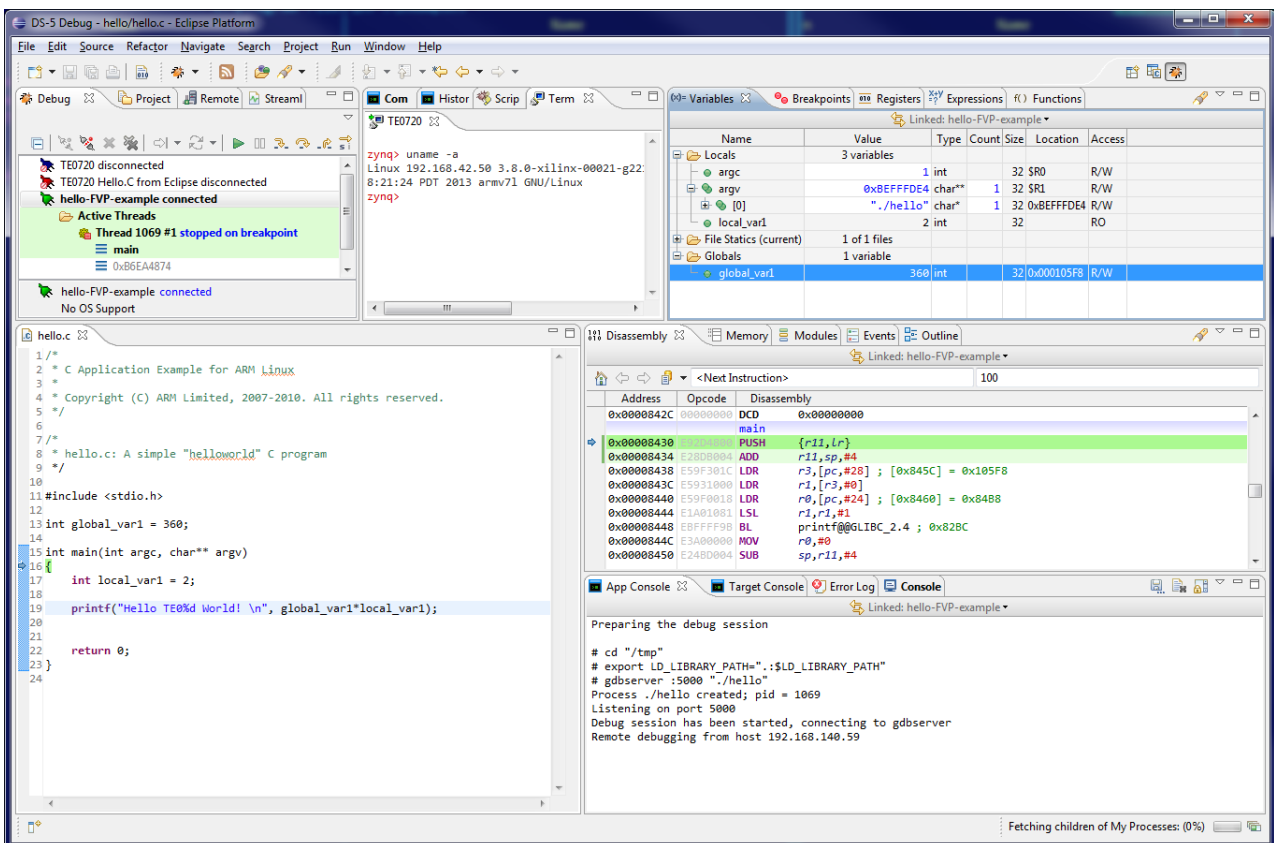 DS-5 Debug - hello/hello.c - Eclipse Platform
File Edit Source Refactor Navigate Search Project Run Window Help
Debug Project Remote Streaml
TE0720 disconnected
TE0720 Hello.C from Eclipse disconnected
hello-FVP-example connected
Active Threads
Thread 1069 #1 stopped on breakpoint
main
0xB6EA4874
hello-FVP-example connected
No OS Support
Com Histor Scrip Term
TE0720
zynq> uname -a
Linux 192.168.42.50 3.8.0-xilinx-00021-g22
8:21:24 PDT 2013 armv7l GNU/Linux
zynq>
(x)= Variables Breakpoints Registers Expressions f() Functions
Linked: hello-FVP-example
Name Value Type Count Size Location Access
Locals 3 variables
argc 1 int 32 $R0 R/W
argv 0xBEFFFDE4 char** 1 32 $R1 R/W
[0] "./hello" char* 1 32 0xBEFFFDE4 R/W
local_var1 2 int 32 RO
File Statics (current) 1 of 1 files
Globals 1 variable
global_var1 360 int 32 0x000105F8 R/W
hello.c
1 /*
2 * C Application Example for ARM Linux
3 *
4 * Copyright (C) ARM Limited, 2007-2010. All rights reserved.
5 */
6
7 /*
8 * hello.c: A simple "helloworld" C program
9 */
10
11 #include <stdio.h>
12
13 int global_var1 = 360;
14
15 int main(int argc, char** argv)
16 {
17 int local_var1 = 2;
18
19 printf("Hello TE0%d World! \n", global_var1*local_var1);
20
21
22 return 0;
23 }
24
Disassembly Memory Modules Events Outline
Linked: hello-FVP-example
<Next Instruction> 100
Address Opcode Disassembly
0x0000842C 00000000 DCD 0x00000000
main
0x00008430 E92D4800 PUSH {r11,lr}
0x00008434 E28DB004 ADD r11,sp,#4
0x00008438 E59F301C LDR r3,[pc,#28] ; [0x845C] = 0x105F8
0x0000843C E5931000 LDR r1,[r3,#0]
0x00008440 E59F0018 LDR r0,[pc,#24] ; [0x8460] = 0x84B8
0x00008444 E1A01081 LSL r1,r1,#1
0x00008448 EBFFFF9B BL printf@@GLIBC_2.4 ; 0x82BC
0x0000844C E3A00000 MOV r0,#0
0x00008450 E24BD004 SUB sp,r11,#4
App Console Target Console Error Log Console
Linked: hello-FVP-example
Preparing the debug session
# cd "/tmp"
# export LD_LIBRARY_PATH=".:$LD_LIBRARY_PATH"
# gdbserver :5000 "./hello"
Process ./hello created; pid = 1069
Listening on port 5000
Debug session has been started, connecting to gdbserver
Remote debugging from host 192.168.140.59
Fetching children of My Processes: (0%)